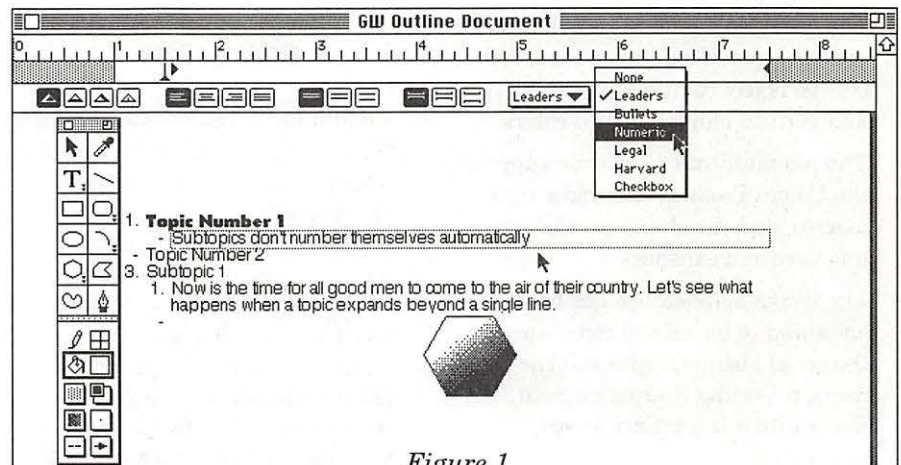 GW Outline Document
0 1 2 3 4 5 6 7 8
Leaders
None
✓Leaders
Bullets
Numeric
Legal
Harvard
Checkbox
T
1. Topic Number 1
- Subtopics don't number themselves automatically
- Topic Number 2
3. Subtopic 1
1. Now is the time for all good men to come to the air of their country. Let's see what
happens when a topic expands beyond a single line.
-
Figure 1